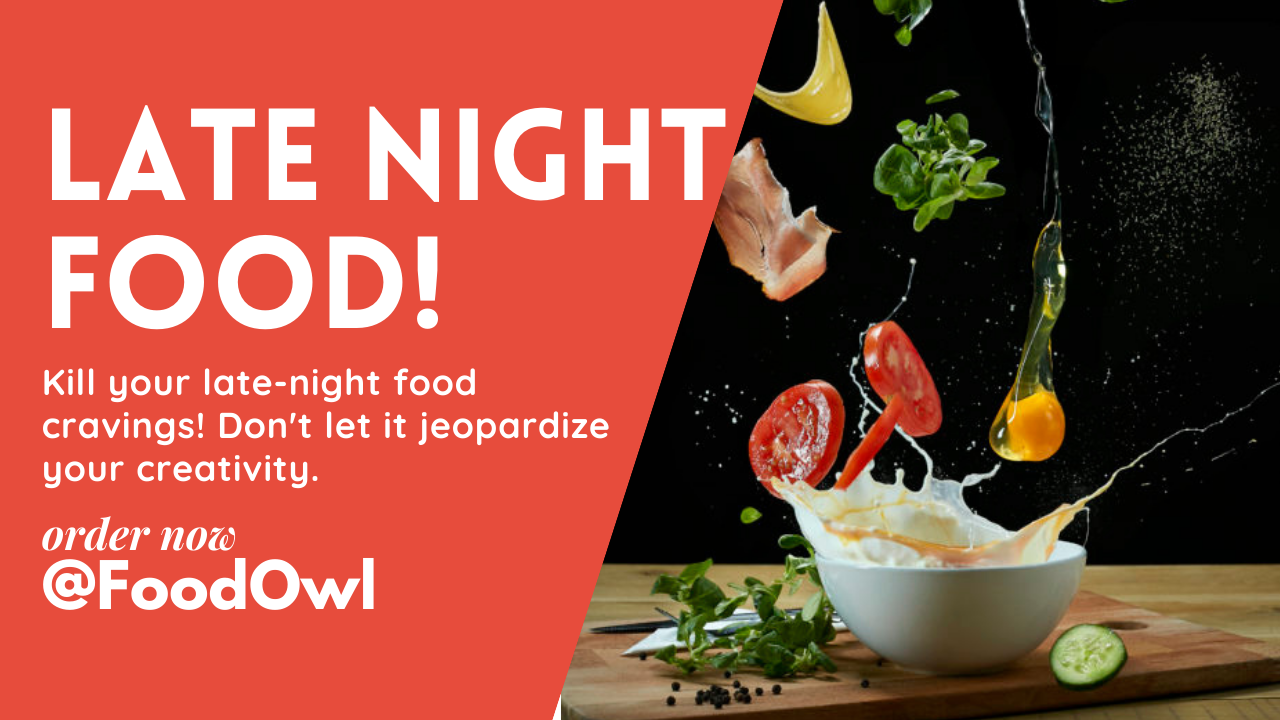 LATE NIGHT
FOOD!
Kill your late-night food
cravings! Don't let it jeopardize
your creativity.
order now
@FoodOwl